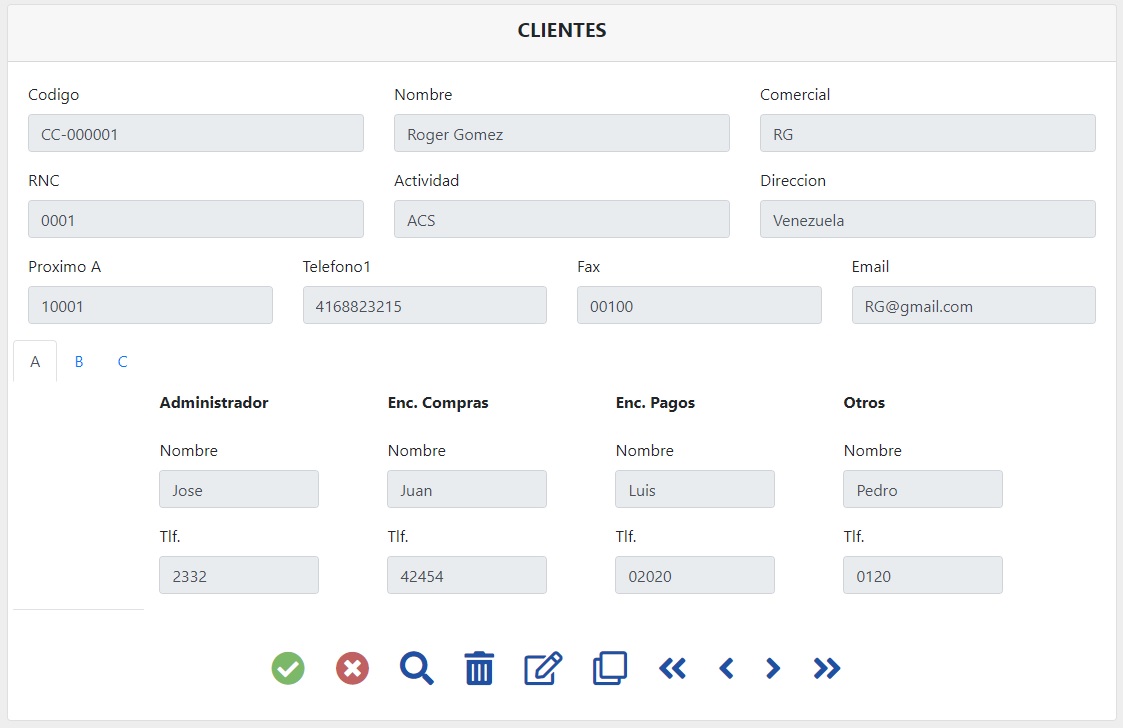 CLIENTES
Codigo Nombre Comercial
CC-000001 Roger Gomez RG
RNC Actividad Direccion
0001 ACS Venezuela
Proximo A Telefono1 Fax Email
10001 4168823215 00100 RG@gmail.com
A B C
Administrador Enc. Compras Enc. Pagos Otros
Nombre Nombre Nombre Nombre
Jose Juan Luis Pedro
Tlf. Tlf. Tlf. Tlf.
2332 42454 02020 0120